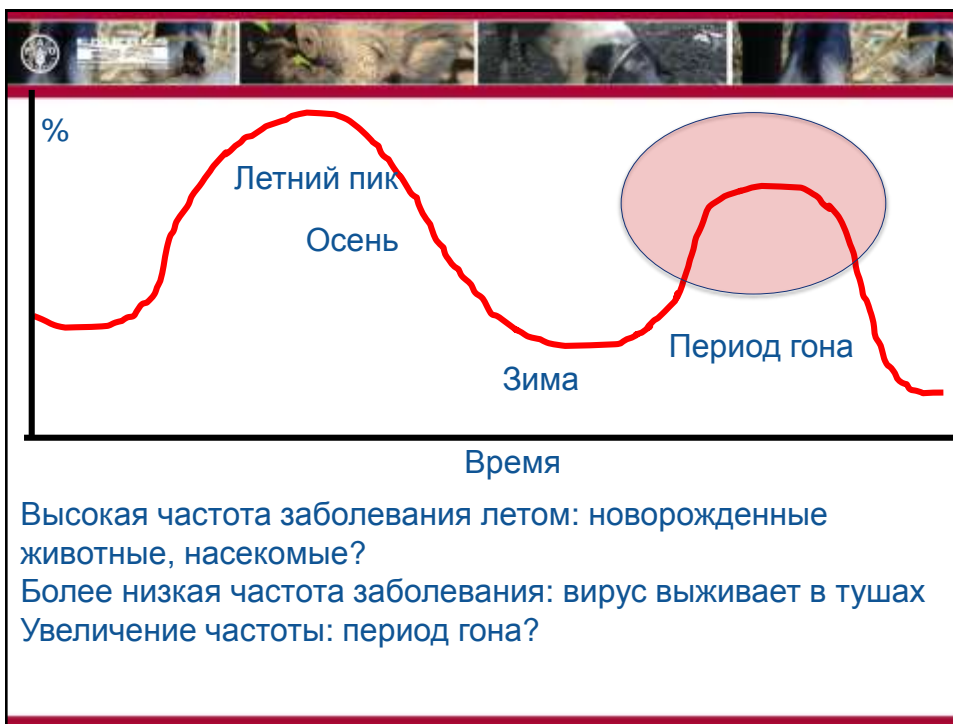 %
Летний пик
Осень
Зима
Период гона
Время
Высокая частота заболевания летом: новорожденные
животные, насекомые?
Более низкая частота заболевания: вирус выживает в тушах
Увеличение частоты: период гона?